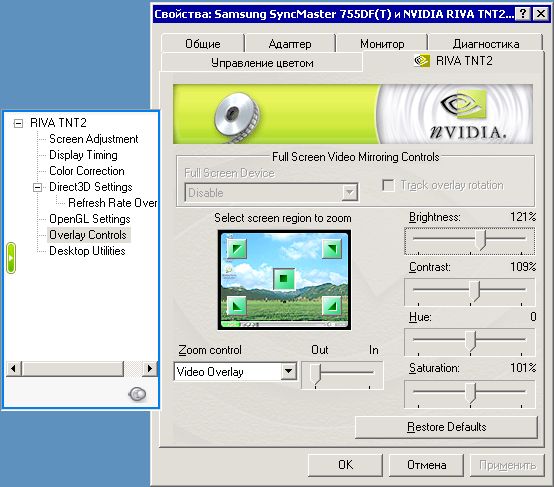 Свойства: Samsung SyncMaster 755DF(T) и NVIDIA RIVA TNT2...
Общие
Адаптер
Монитор
Диагностика
Управление цветом
RIVA TNT2
nVIDIA.
RIVA TNT2
Screen Adjustment
Display Timing
Color Correction
Direct3D Settings
Refresh Rate Over
OpenGL Settings
Overlay Controls
Desktop Utilities
Full Screen Video Mirroring Controls
Full Screen Device
Disable
Track overlay rotation
Select screen region to zoom
Brightness: 121%
Contrast: 109%
Hue: 0
Saturation: 101%
Zoom control
Out In
Video Overlay
Restore Defaults
OK
Отмена
Применить